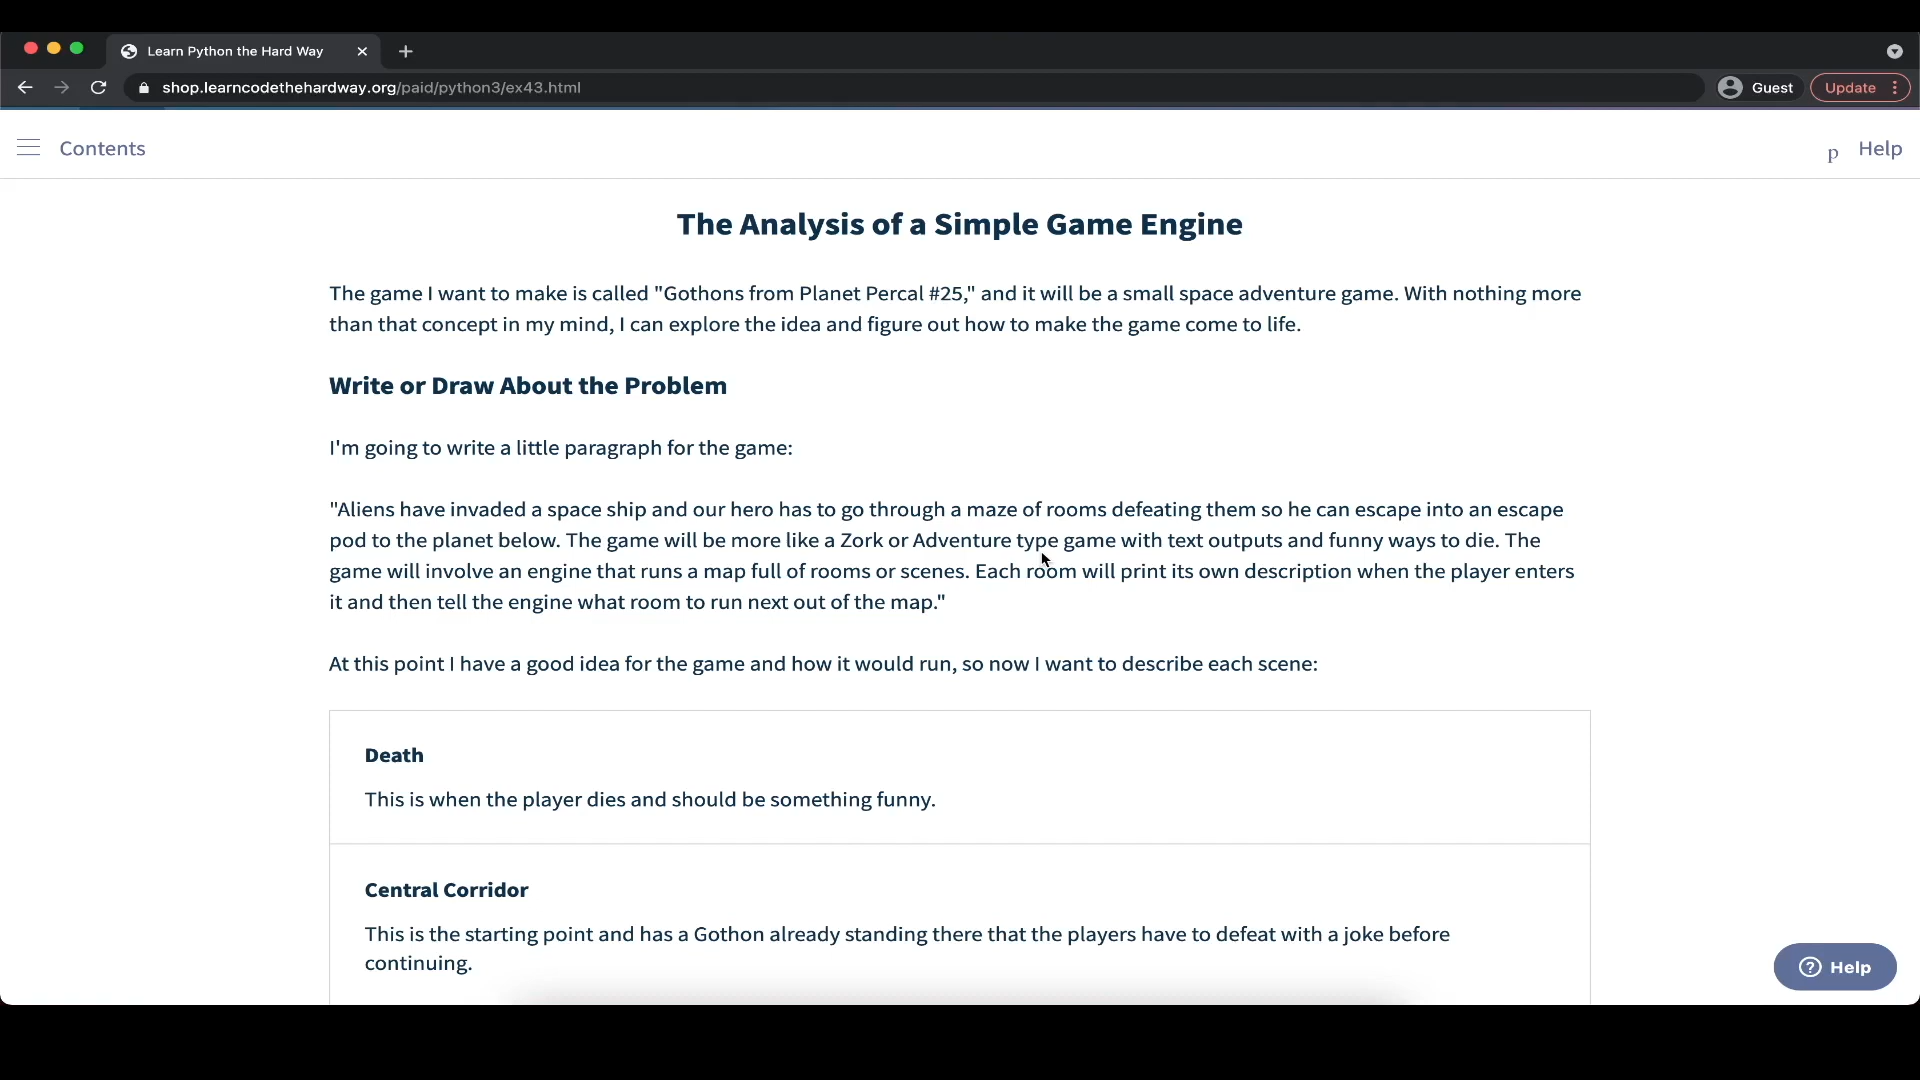 Learn Python the Hard Way
shop.learncodethehardway.org/paid/python3/ex43.html
Guest
Update
Contents
p Help
The Analysis of a Simple Game Engine
The game I want to make is called "Gothons from Planet Percal #25," and it will be a small space adventure game. With nothing more
than that concept in my mind, I can explore the idea and figure out how to make the game come to life.
Write or Draw About the Problem
I'm going to write a little paragraph for the game:
"Aliens have invaded a space ship and our hero has to go through a maze of rooms defeating them so he can escape into an escape
pod to the planet below. The game will be more like a Zork or Adventure type game with text outputs and funny ways to die. The
game will involve an engine that runs a map full of rooms or scenes. Each room will print its own description when the player enters
it and then tell the engine what room to run next out of the map."
At this point I have a good idea for the game and how it would run, so now I want to describe each scene:
Death
This is when the player dies and should be something funny.
Central Corridor
This is the starting point and has a Gothon already standing there that the players have to defeat with a joke before
continuing.
Help